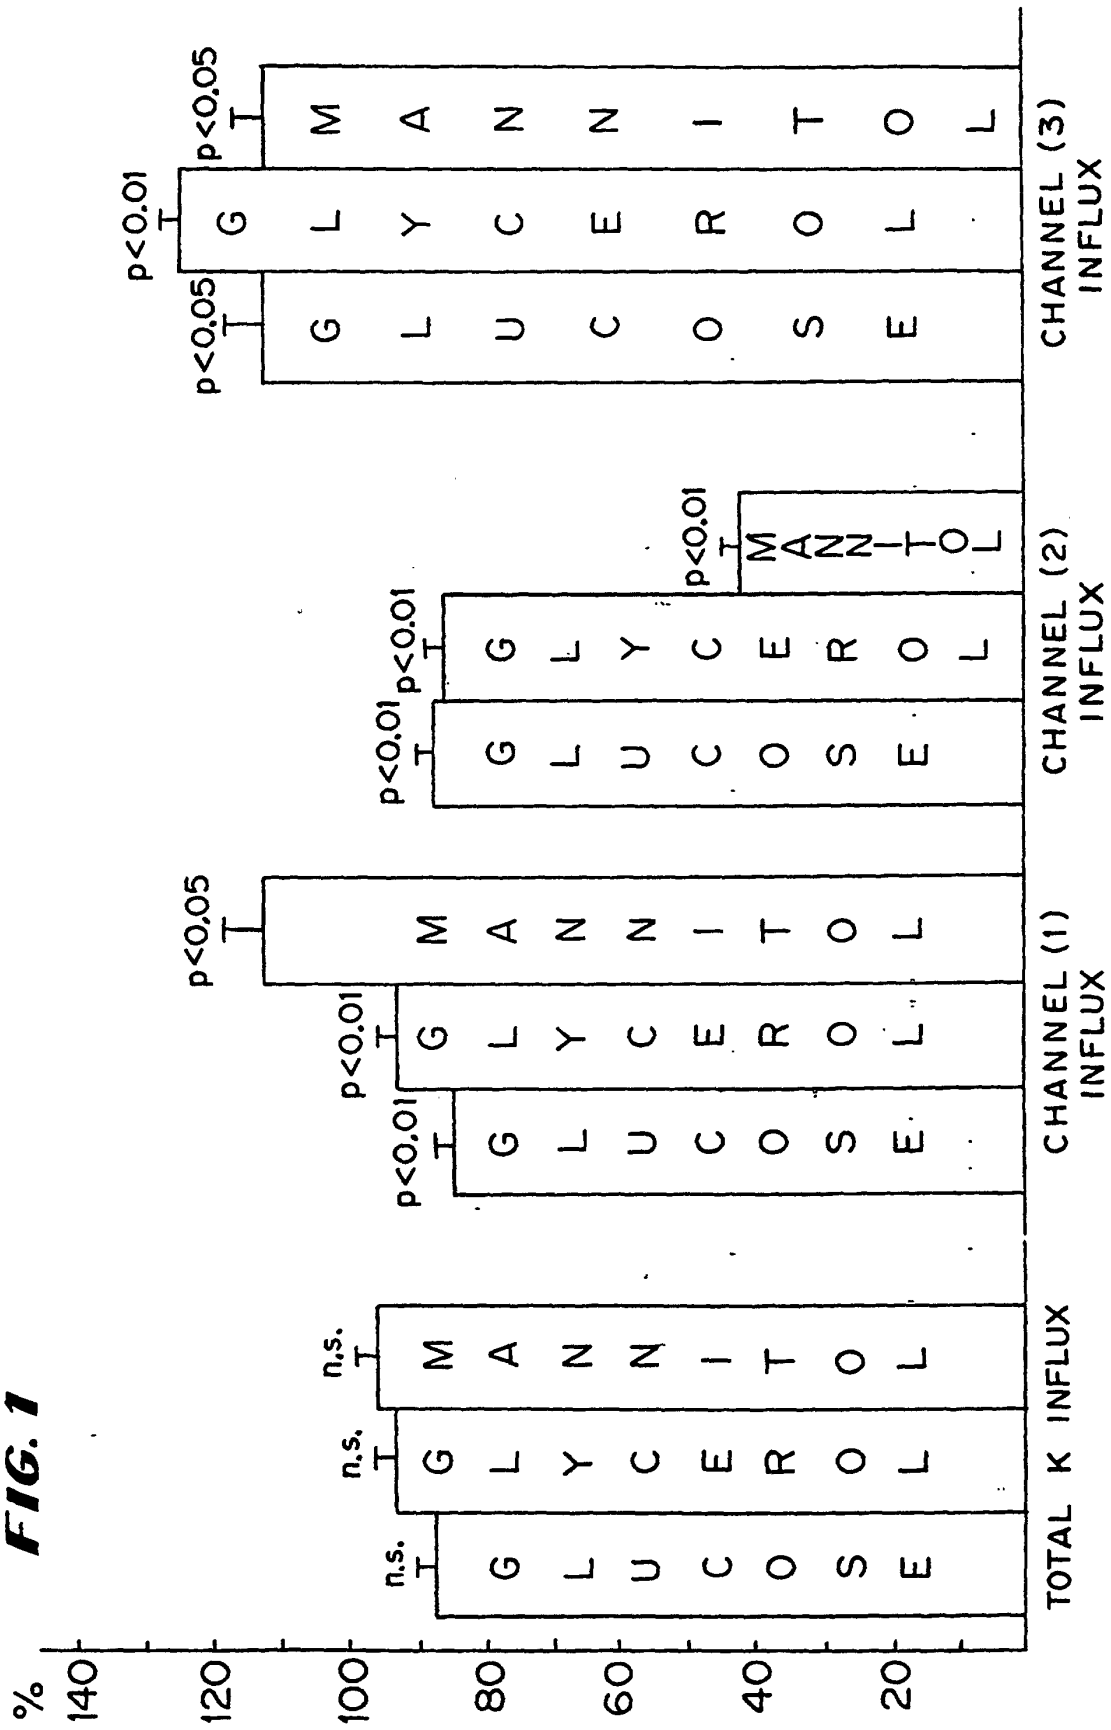 FIG. 1
%
140
120
100
80
60
40
20
n.s.
GLUCOSE
n.s.
GLYCEROL
n.s.
MANNITOL
TOTAL K INFLUX
p<0.01
GLUCOSE
p<0.01
GLYCEROL
p<0.05
MANNITOL
CHANNEL (1)
INFLUX
p<0.01
GLUCOSE
p<0.01
GLYCEROL
p<0.01
MANNITOL
CHANNEL (2)
INFLUX
p<0.05
GLUCOSE
p<0.01
GLYCEROL
p<0.05
MANNITOL
CHANNEL (3)
INFLUX